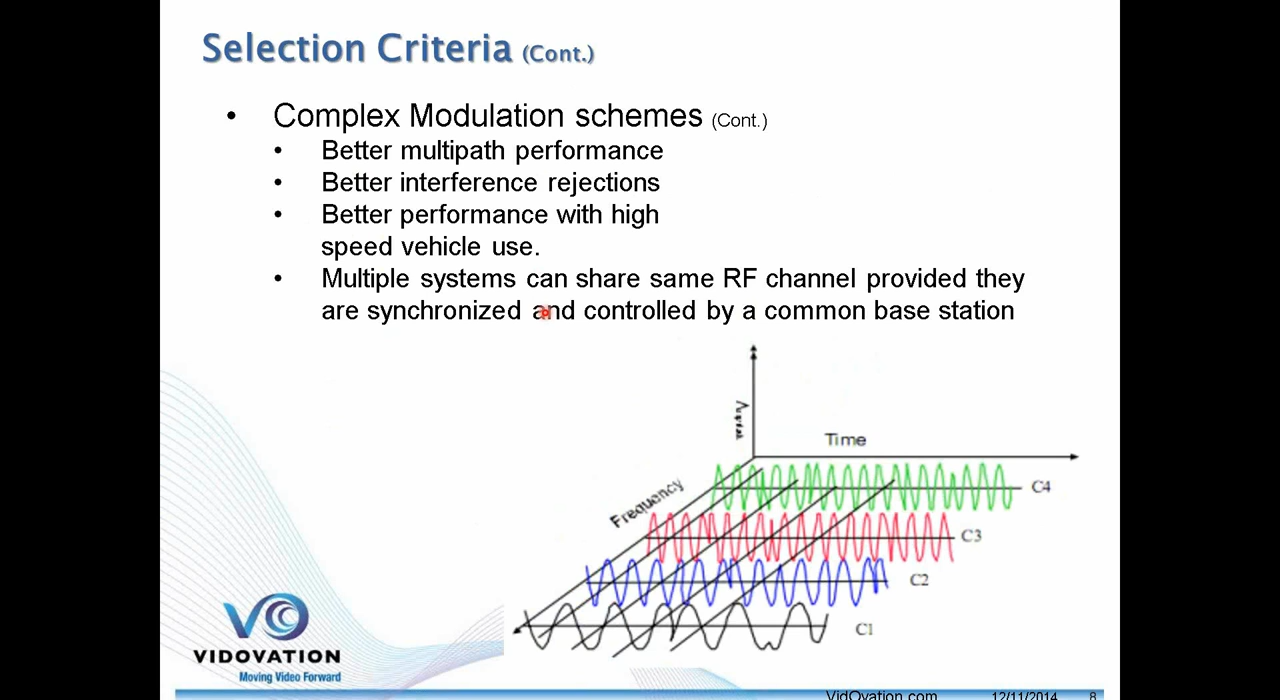 Selection Criteria (Cont.)
• Complex Modulation schemes (Cont.)
• Better multipath performance
• Better interference rejections
• Better performance with high
speed vehicle use.
• Multiple systems can share same RF channel provided they
are synchronized and controlled by a common base station
Time
Frequency
C4
C3
C2
C1
VIDOVATION
Moving Video Forward
VidOvation.com 12/11/2014 8